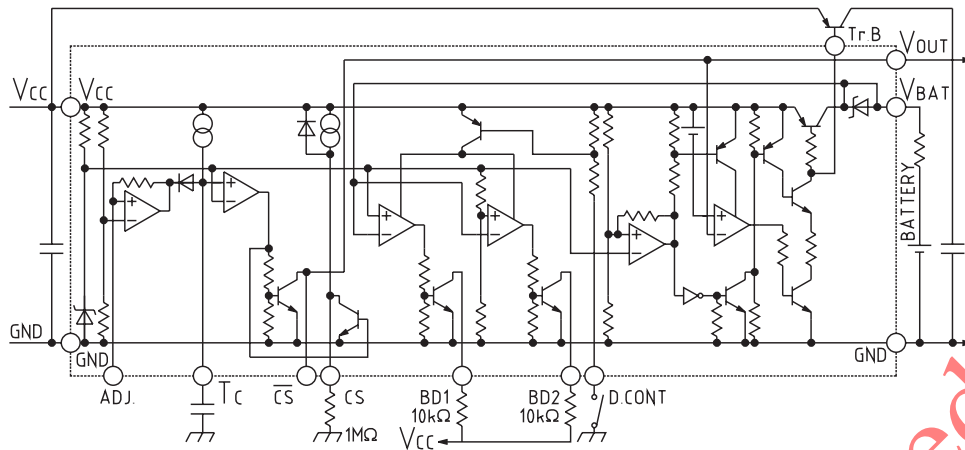 Tr.B
VOUT
VCC
VCC
VBAT
BATTERY
GND
GND
GND
ADJ.
TC
CS
CS
1MΩ
BD1
10kΩ
BD2
10kΩ
D.CONT
VCC